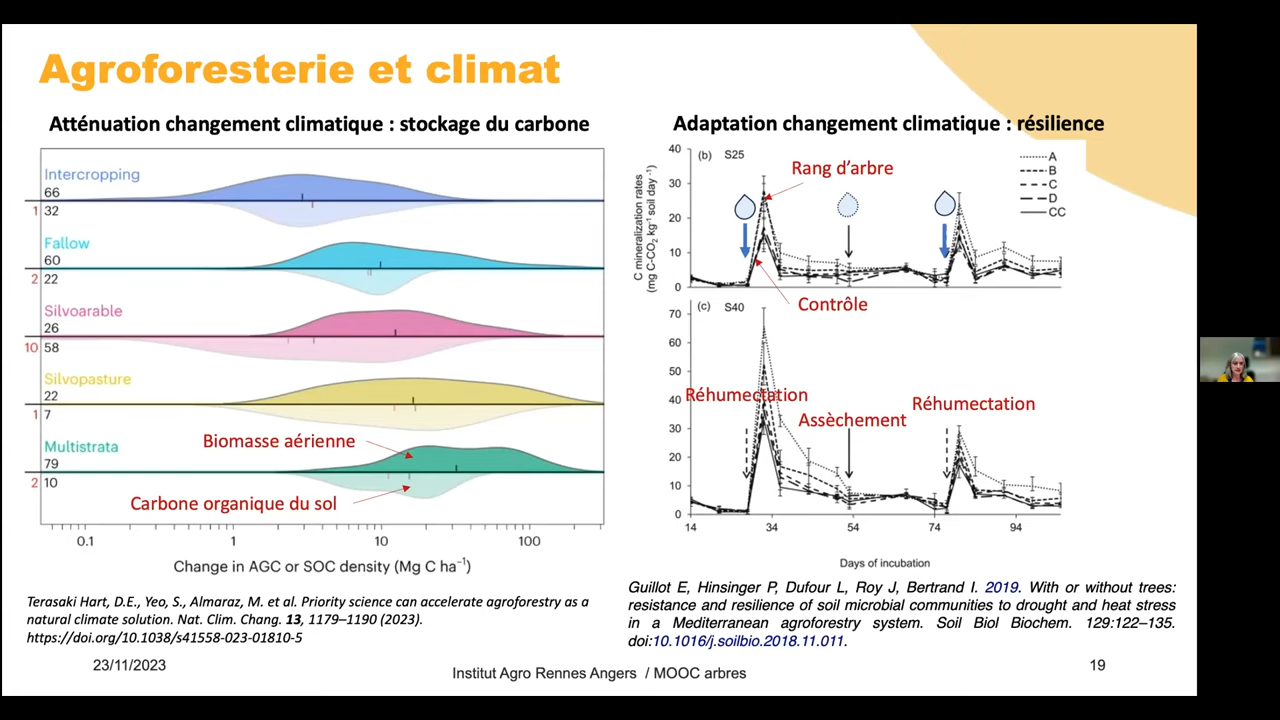 Agroforesterie et climat
Atténuation changement climatique : stockage du carbone
Intercropping
66
1 32
Fallow
60
2 22
Silvoarable
26
10 58
Silvopasture
22
1 7
Multistrata
79
2 10
Biomasse aérienne
Carbone organique du sol
0.1 1 10 100
Change in AGC or SOC density (Mg C ha⁻¹)
Terasaki Hart, D.E., Yeo, S., Almaraz, M. et al. Priority science can accelerate agroforestry as a
natural climate solution. Nat. Clim. Chang. 13, 1179–1190 (2023).
https://doi.org/10.1038/s41558-023-01810-5
Adaptation changement climatique : résilience
C mineralization rates
(mg C-CO₂ kg⁻¹ soil day⁻¹)
40
30
20
10
0
(b) S25
Rang d'arbre
A
B
C
D
CC
Contrôle
(c) S40
70
60
50
40
30
20
10
0
Réhumectation
Assèchement
Réhumectation
14 34 54 74 94
Days of incubation
Guillot E, Hinsinger P, Dufour L, Roy J, Bertrand I. 2019. With or without trees:
resistance and resilience of soil microbial communities to drought and heat stress
in a Mediterranean agroforestry system. Soil Biol Biochem. 129:122–135.
doi:10.1016/j.soilbio.2018.11.011.
23/11/2023
Institut Agro Rennes Angers / MOOC arbres
19